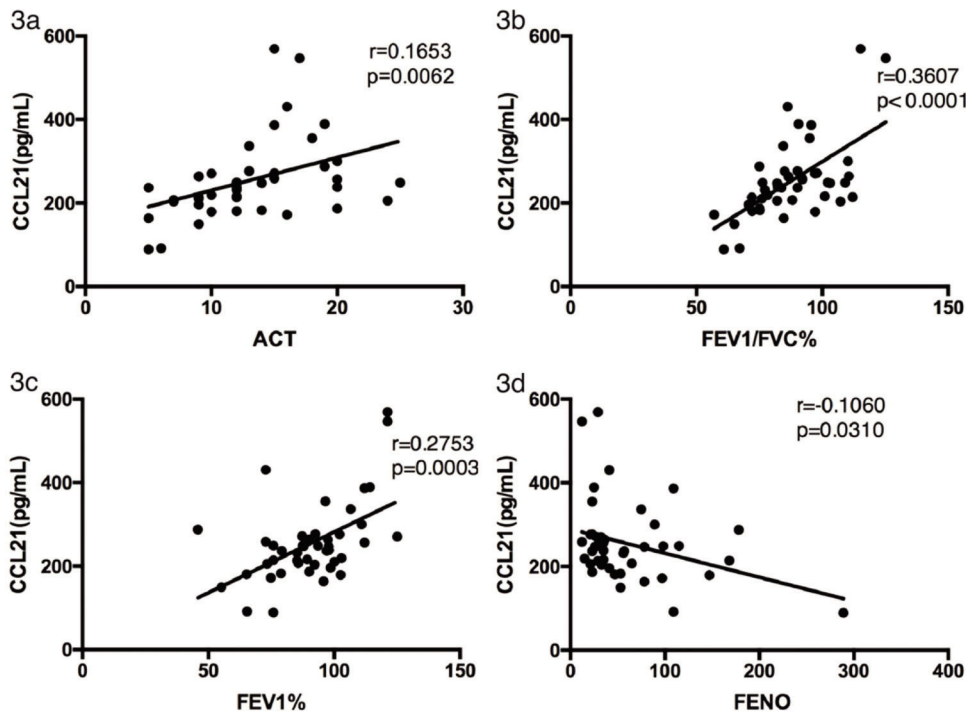 3a
CCL21(pg/mL)
600
400
200
0
0 10 20 30
ACT
r=0.1653
p=0.0062
3b
CCL21(pg/mL)
600
400
200
0
0 50 100 150
FEV1/FVC%
r=0.3607
p<0.0001
3c
CCL21(pg/mL)
600
400
200
0
50 100 150
FEV1%
r=0.2753
p=0.0003
3d
CCL21(pg/mL)
600
400
200
0
0 100 200 300 400
FENO
r=-0.1060
p=0.0310